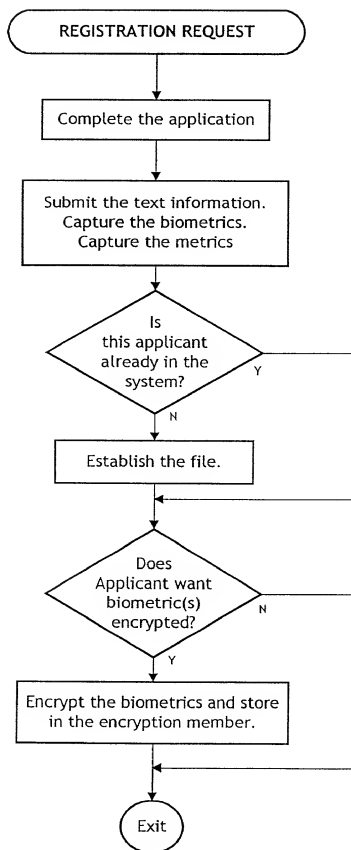 REGISTRATION REQUEST
Complete the application
Submit the text information.
Capture the biometrics.
Capture the metrics
Is
this applicant
already in the
system?
Y
N
Establish the file.
Does
Applicant want
biometric(s)
encrypted?
N
Y
Encrypt the biometrics and store
in the encryption member.
Exit